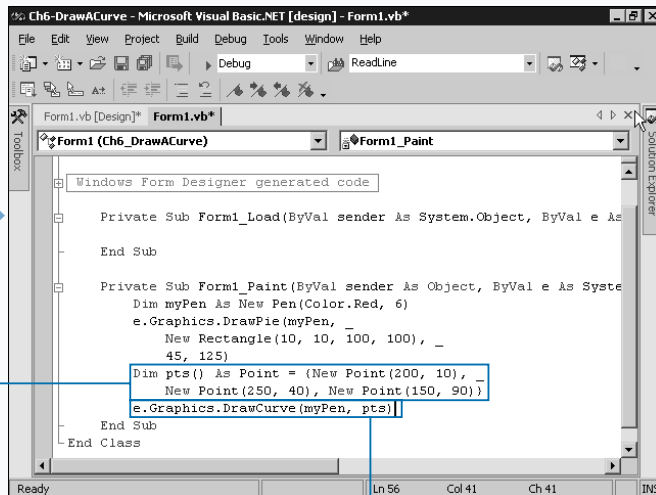 Ch6-DrawACurve - Microsoft Visual Basic.NET [design] - Form1.vb*
File Edit View Project Build Debug Tools Window Help
Debug ReadLine
Form1.vb [Design]* Form1.vb*
Form1 (Ch6_DrawACurve) Form1_Paint
Toolbox
Solution Explorer
Windows Form Designer generated code
Private Sub Form1_Load(ByVal sender As System.Object, ByVal e As
End Sub
Private Sub Form1_Paint(ByVal sender As Object, ByVal e As Syste
Dim myPen As New Pen(Color.Red, 6)
e.Graphics.DrawPie(myPen, _
New Rectangle(10, 10, 100, 100), _
45, 125)
Dim pts() As Point = {New Point(200, 10), _
New Point(250, 40), New Point(150, 90)}
e.Graphics.DrawCurve(myPen, pts)
End Sub
End Class
Ready Ln 56 Col 41 Ch 41 INS